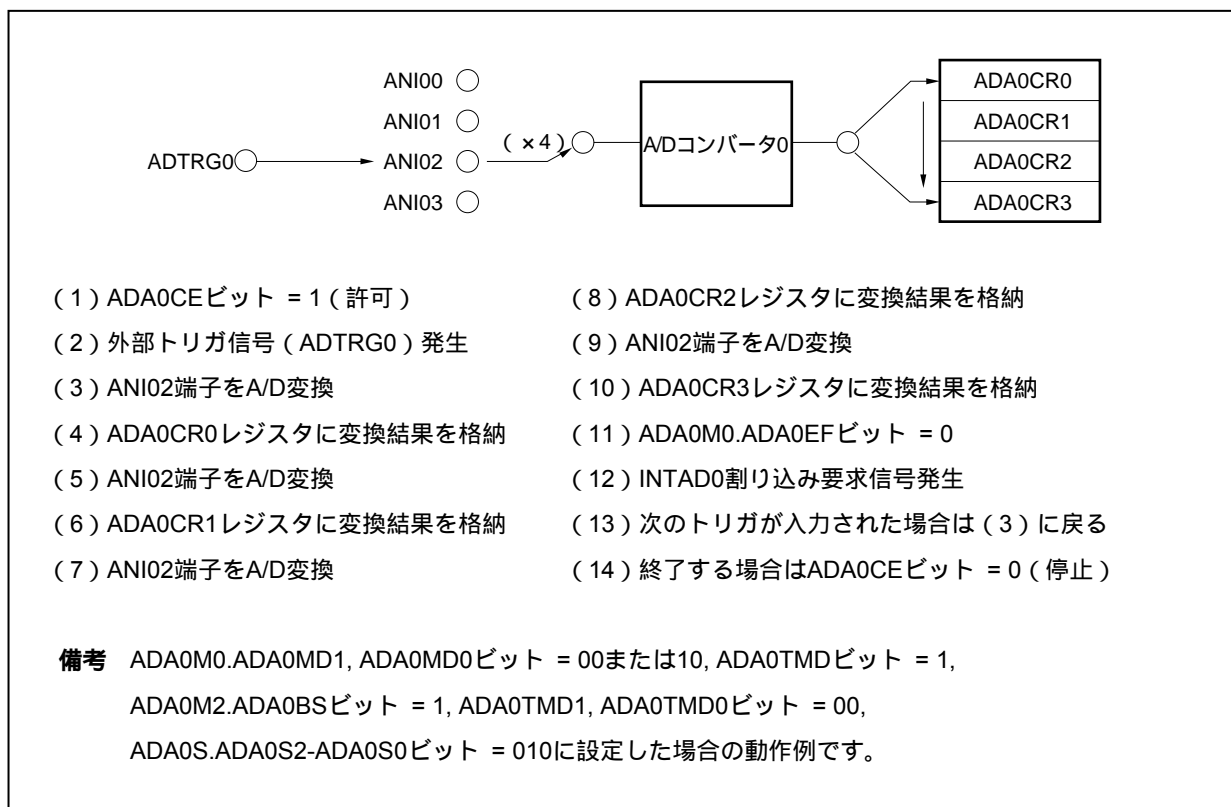 ANI00
ADA0CR0
ANI01
ADA0CR1
ADTRG0
ANI02
（×4）
A/Dコンバータ0
ADA0CR2
ANI03
ADA0CR3
（1）ADA0CEビット = 1（許可）
（2）外部トリガ信号（ADTRG0）発生
（3）ANI02端子をA/D変換
（4）ADA0CR0レジスタに変換結果を格納
（5）ANI02端子をA/D変換
（6）ADA0CR1レジスタに変換結果を格納
（7）ANI02端子をA/D変換
（8）ADA0CR2レジスタに変換結果を格納
（9）ANI02端子をA/D変換
（10）ADA0CR3レジスタに変換結果を格納
（11）ADA0M0.ADA0EFビット = 0
（12）INTAD0割り込み要求信号発生
（13）次のトリガが入力された場合は（3）に戻る
（14）終了する場合はADA0CEビット = 0（停止）
備考 ADA0M0.ADA0MD1, ADA0MD0ビット = 00または10, ADA0TMDビット = 1,
ADA0M2.ADA0BSビット = 1, ADA0TMD1, ADA0TMD0ビット = 00,
ADA0S.ADA0S2-ADA0S0ビット = 010に設定した場合の動作例です。